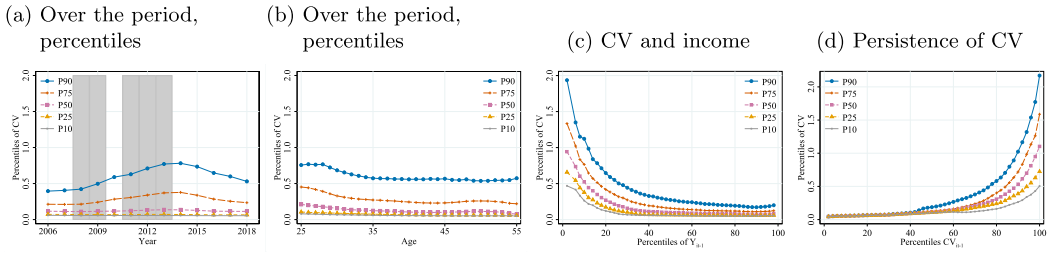 (a) Over the period,
percentiles
(b) Over the period,
percentiles
(c) CV and income
(d) Persistence of CV
Percentiles of CV
0.0
0.5
1.0
1.5
2.0
P90
P75
P50
P25
P10
2006
2009
2012
2015
2018
Year
Percentiles of CV
0.0
0.5
1.0
1.5
2.0
P90
P75
P50
P25
P10
25
35
45
55
Age
Percentiles of CV
0.0
0.5
1.0
1.5
2.0
P90
P75
P50
P25
P10
0
20
40
60
80
100
Percentiles of Yit-1
Percentiles of CV
0.0
0.5
1.0
1.5
2.0
P90
P75
P50
P25
P10
0
20
40
60
80
100
Percentiles CVit-1